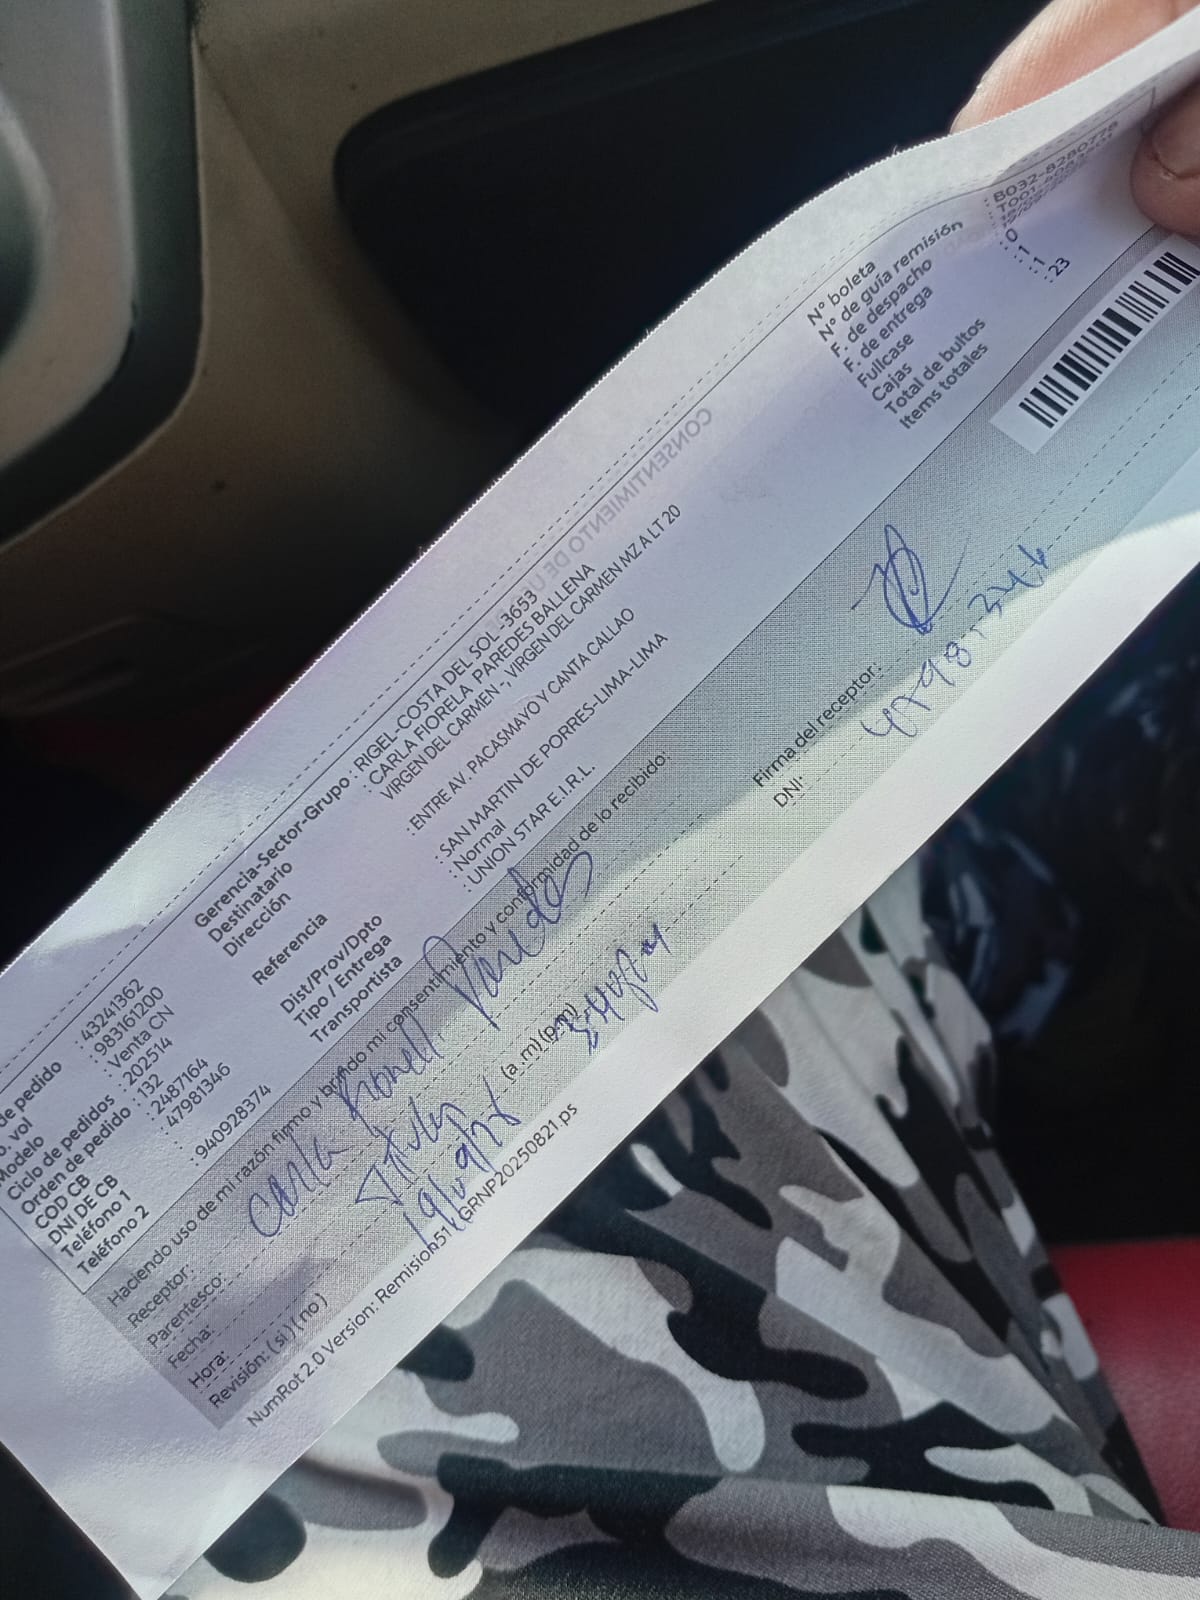 de pedido : 43241362
. vol : 983161200
Modelo : Venta CN
Ciclo de pedidos : 202514
Orden de pedido : 132
COD CB : 2487164
DNI DE CB : 47981346
Teléfono 1 :
Teléfono 2 : 940928374
Gerencia-Sector-Grupo : RIGEL-COSTA DEL SOL -3653
Destinatario : CARLA FIORELA, PAREDES BALLENA
Dirección VIRGEN DEL CARMEN -, VIRGEN DEL CARMEN MZ A LT 20
Referencia : ENTRE AV. PACASMAYO Y CANTA CALLAO
Dist/Prov/Dpto : SAN MARTIN DE PORRES-LIMA-LIMA
Tipo / Entrega : Normal
Transportista : UNION STAR E.I.R.L.
CONSENTIMIENTO DE
N° boleta : B032-8280778
N° de guía remisión
F. de despacho
F. de entrega
Fullcase : 0
Cajas : 1
Total de bultos : 1
Items totales : 23
Haciendo uso de mi razón firmo y brindo mi consentimiento y conformidad de lo recibido:
Receptor: Carla Paredes
Parentesco:
Fecha:
Hora: (a.m) (p.m)
Revisión: ( si ) ( no )
Firma del receptor:
DNI:
NumRot 2.0 Version: Remision51 GRNP20250821 ps